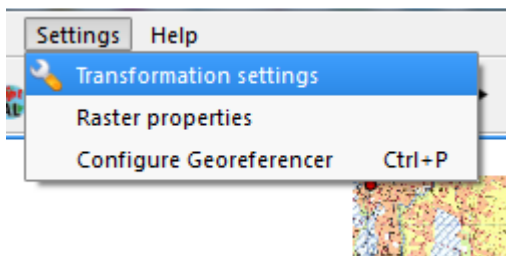 Settings Help
Transformation settings
Raster properties
Configure Georeferencer Ctrl+P